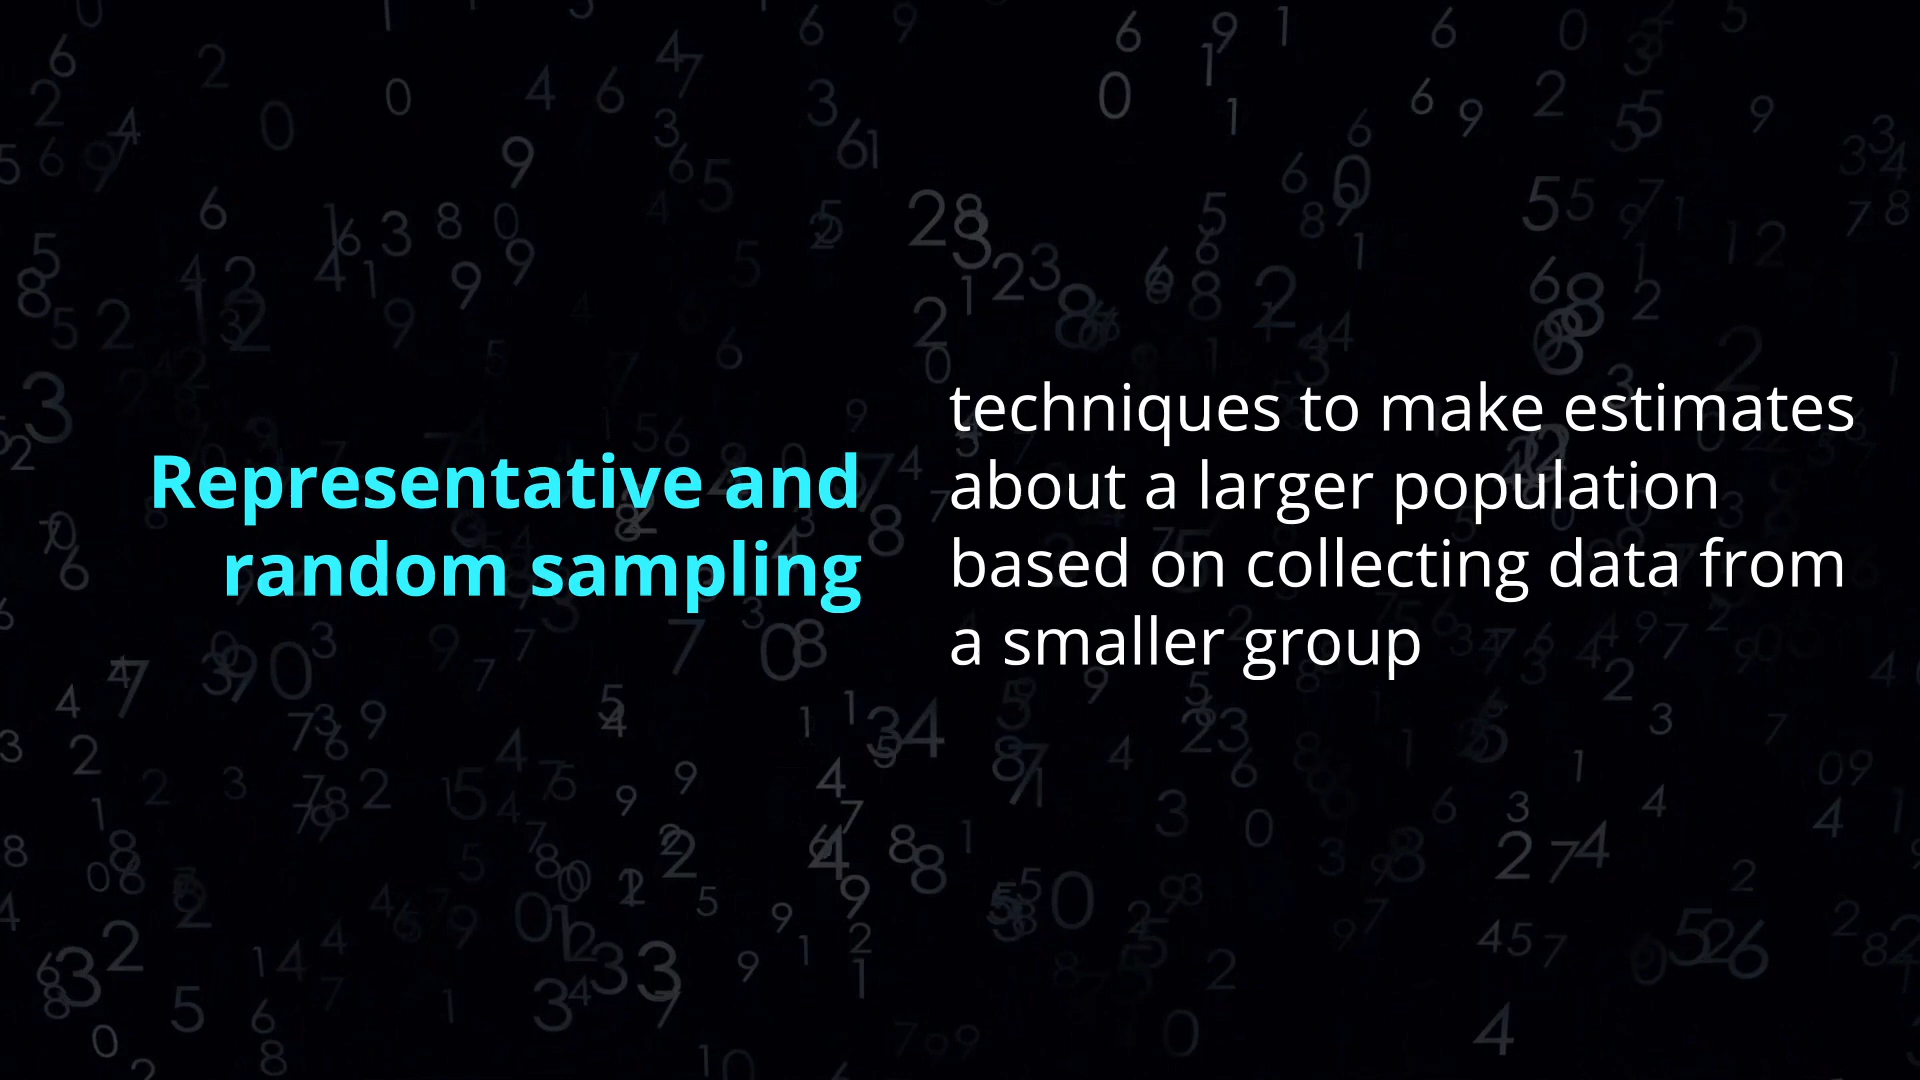 Representative and
random sampling
techniques to make estimates
about a larger population
based on collecting data from
a smaller group